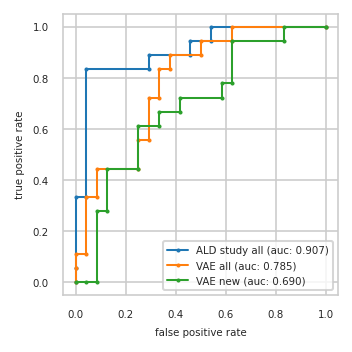 1.0
0.8
0.6
0.4
0.2
0.0
true positive rate
ALD study all (auc: 0.907)
VAE all (auc: 0.785)
VAE new (auc: 0.690)
0.0 0.2 0.4 0.6 0.8 1.0
false positive rate